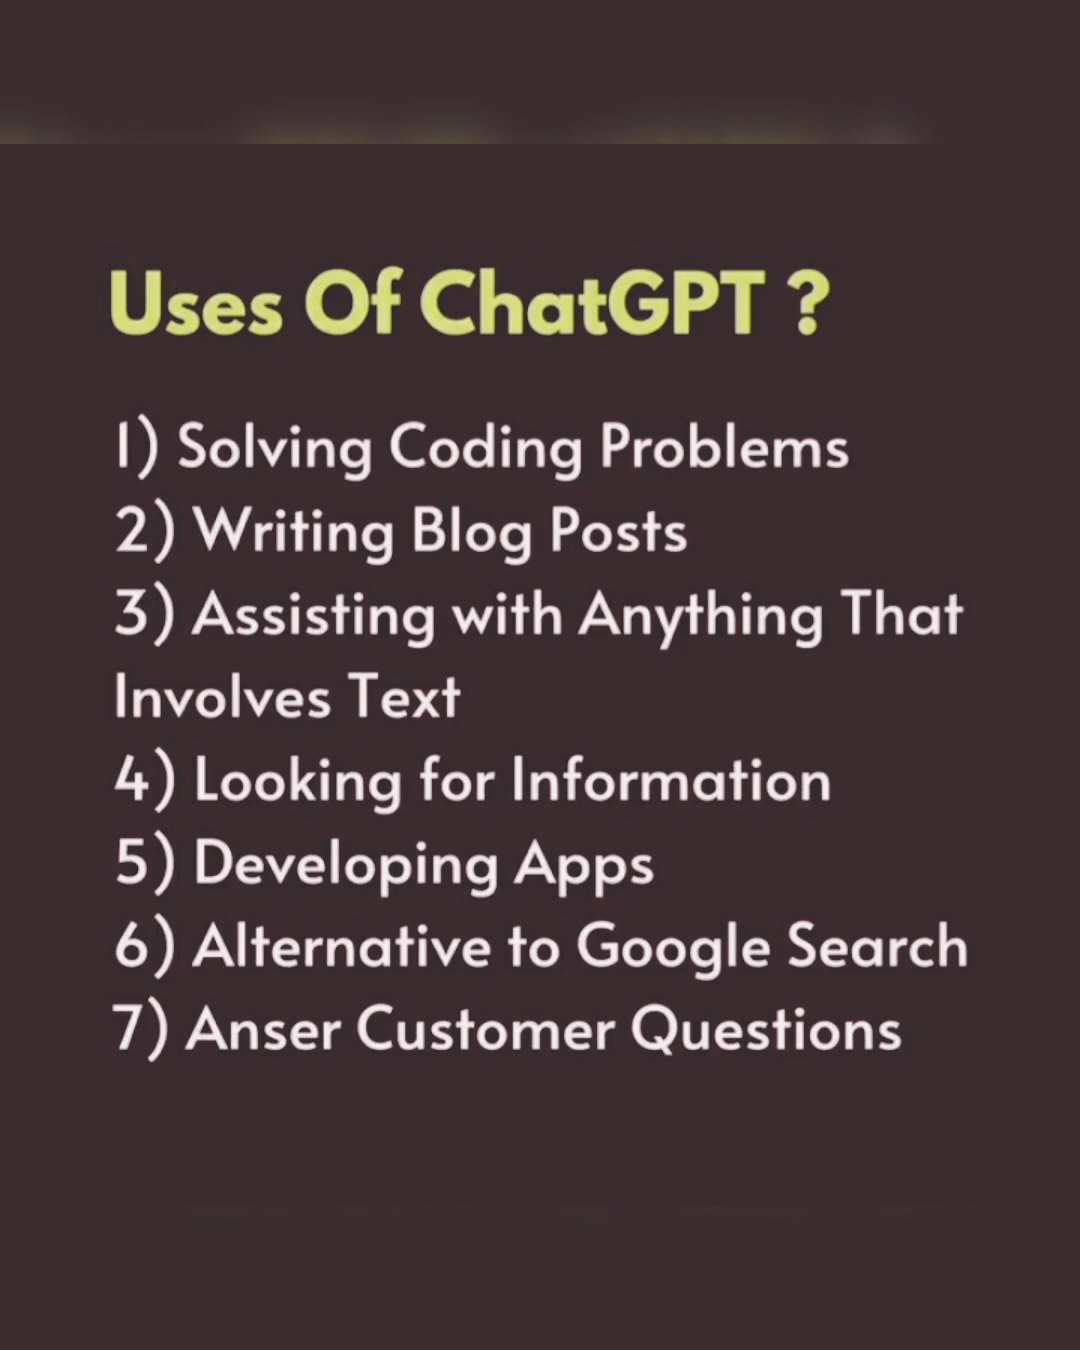 Uses Of ChatGPT ?
1) Solving Coding Problems
2) Writing Blog Posts
3) Assisting with Anything That
Involves Text
4) Looking for Information
5) Developing Apps
6) Alternative to Google Search
7) Anser Customer Questions